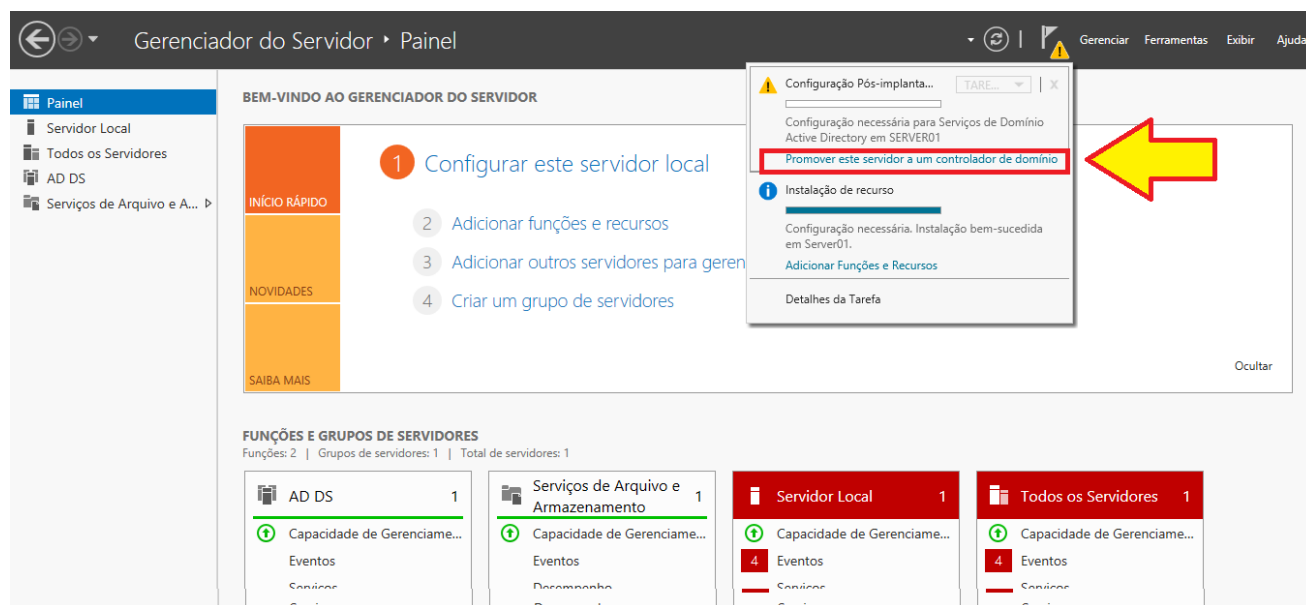 Gerenciador do Servidor ‣ Painel
Gerenciar Ferramentas Exibir Ajuda
Painel
Servidor Local
Todos os Servidores
AD DS
Serviços de Arquivo e A...
BEM-VINDO AO GERENCIADOR DO SERVIDOR
INÍCIO RÁPIDO
NOVIDADES
SAIBA MAIS
1 Configurar este servidor local
2 Adicionar funções e recursos
3 Adicionar outros servidores para geren
4 Criar um grupo de servidores
Configuração Pós-implanta... TARE...
Configuração necessária para Serviços de Domínio
Active Directory em SERVER01
Promover este servidor a um controlador de domínio
Instalação de recurso
Configuração necessária. Instalação bem-sucedida
em Server01.
Adicionar Funções e Recursos
Detalhes da Tarefa
Ocultar
FUNÇÕES E GRUPOS DE SERVIDORES
Funções: 2 | Grupos de servidores: 1 | Total de servidores: 1
AD DS 1
Capacidade de Gerenciame...
Eventos
Serviços
Serviços de Arquivo e
Armazenamento 1
Capacidade de Gerenciame...
Eventos
Desempenho
Servidor Local 1
Capacidade de Gerenciame...
4 Eventos
Serviços
Todos os Servidores 1
Capacidade de Gerenciame...
4 Eventos
Serviços